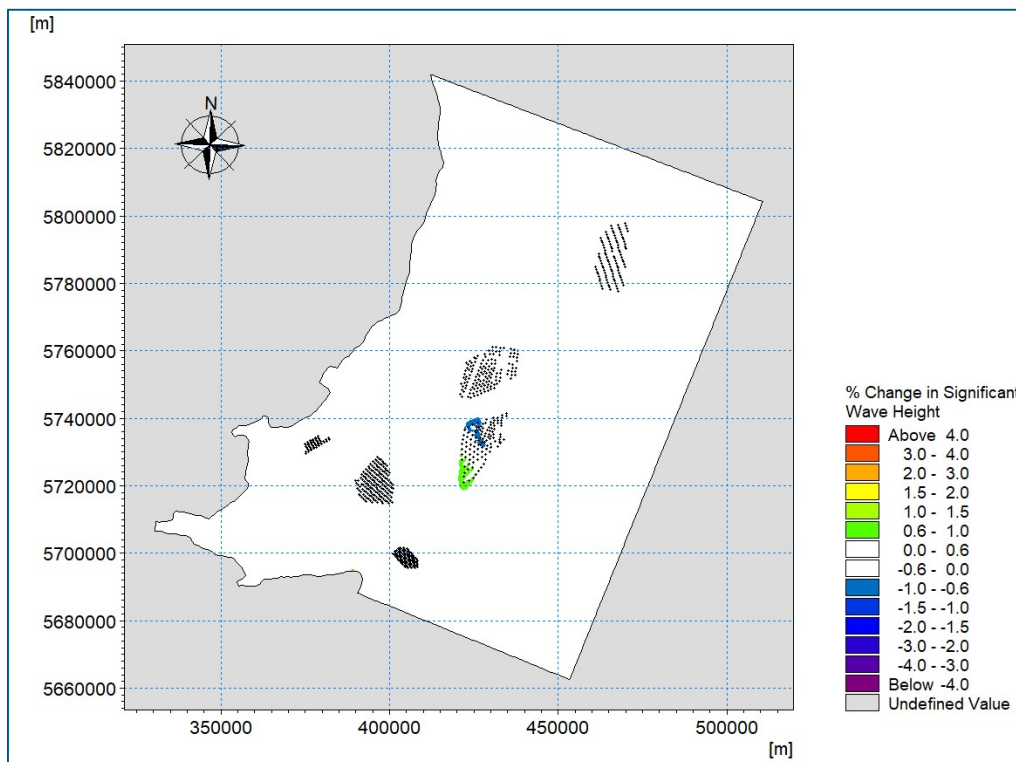 [m]
N
5840000
5820000
5800000
5780000
5760000
5740000
5720000
5700000
5680000
5660000
350000 400000 450000 500000
[m]
% Change in Significant
Wave Height
Above 4.0
3.0 - 4.0
2.0 - 3.0
1.5 - 2.0
1.0 - 1.5
0.6 - 1.0
0.0 - 0.6
-0.6 - 0.0
-1.0 - -0.6
-1.5 - -1.0
-2.0 - -1.5
-3.0 - -2.0
-4.0 - -3.0
Below -4.0
Undefined Value